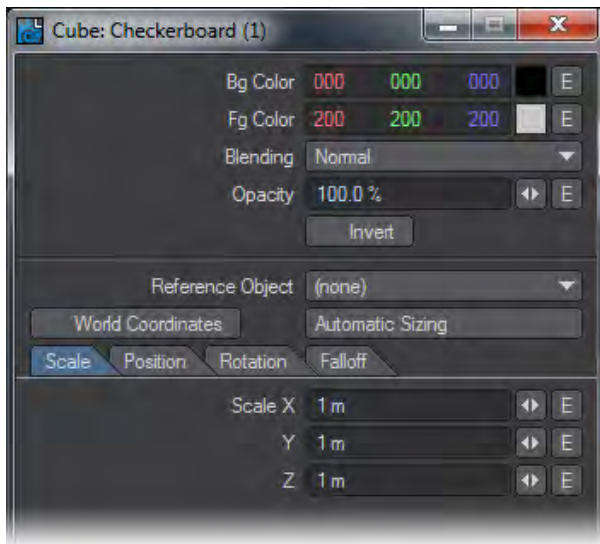 Cube: Checkerboard (1)
Bg Color 000 000 000 E
Fg Color 200 200 200 E
Blending Normal
Opacity 100.0 % E
Invert
Reference Object (none)
World Coordinates Automatic Sizing
Scale Position Rotation Falloff
Scale X 1 m E
Y 1 m E
Z 1 m E